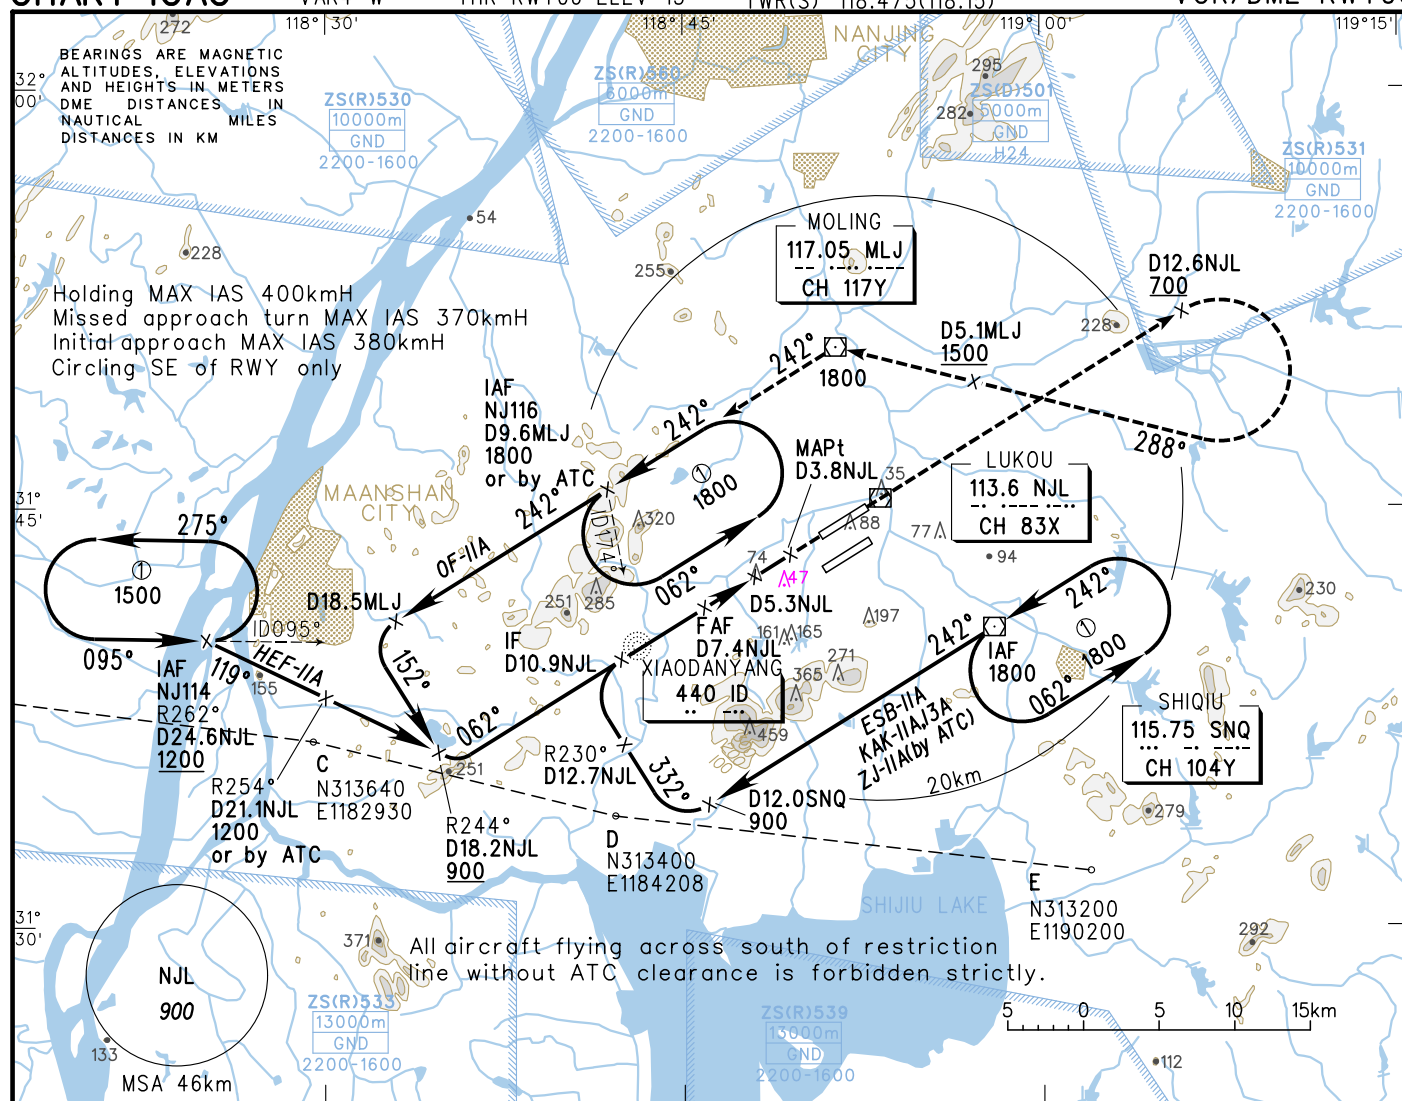 118°30'
118°45'
119°00'
119°15'
272
BEARINGS ARE MAGNETIC
ALTITUDES, ELEVATIONS
AND HEIGHTS IN METERS
DME DISTANCES IN
NAUTICAL MILES
DISTANCES IN KM
32°
00'
ZS(R)530
10000m
GND
2200-1600
ZS(R)560
6000m
GND
2200-1600
NANJING
CITY
295
282
ZS(D)501
5000m
GND
H24
ZS(R)531
10000m
GND
2200-1600
54
228
255
MOLING
117.05 MLJ
CH 117Y
D12.6NJL
700
228
Holding MAX IAS 400kmH
Missed approach turn MAX IAS 370kmH
Initial approach MAX IAS 380kmH
Circling SE of RWY only
242°
1800
D5.1MLJ
1500
288°
IAF
NJ116
D9.6MLJ
1800
or by ATC
242°
1
1800
062°
ID174°
320
285
251
MAPt
D3.8NJL
35
88
77
94
LUKOU
113.6 NJL
CH 83X
31°
45'
MAANSHAN
CITY
275°
1
1500
095°
ID095°
242°
0F-IIA
D18.5MLJ
152°
74
47
D5.3NJL
FAF
D7.4NJL
161
165
197
271
365
459
IF
D10.9NJL
XIAODANYANG
440 ID
242°
IAF
1800
242°
1
1800
062°
230
IAF
NJ114
R262°
D24.6NJL
1200
119°
HEF-IIA
155
062°
251
R254°
D21.1NJL
1200
or by ATC
C
N313640
E1182930
R244°
D18.2NJL
900
R230°
D12.7NJL
332°
D12.0SNQ
900
ESB-IIA
KAK-IIA,13A
ZJ-IIA(by ATC)
20km
SHIQIU
115.75 SNQ
CH 104Y
279
D
N313400
E1184208
E
N313200
E1190200
SHIJIU LAKE
292
31°
30'
371
All aircraft flying across south of restriction
line without ATC clearance is forbidden strictly.
NJL
900
133
MSA 46km
ZS(R)533
13000m
GND
2200-1600
ZS(R)539
13000m
GND
2200-1600
5 0 5 10 15km
112